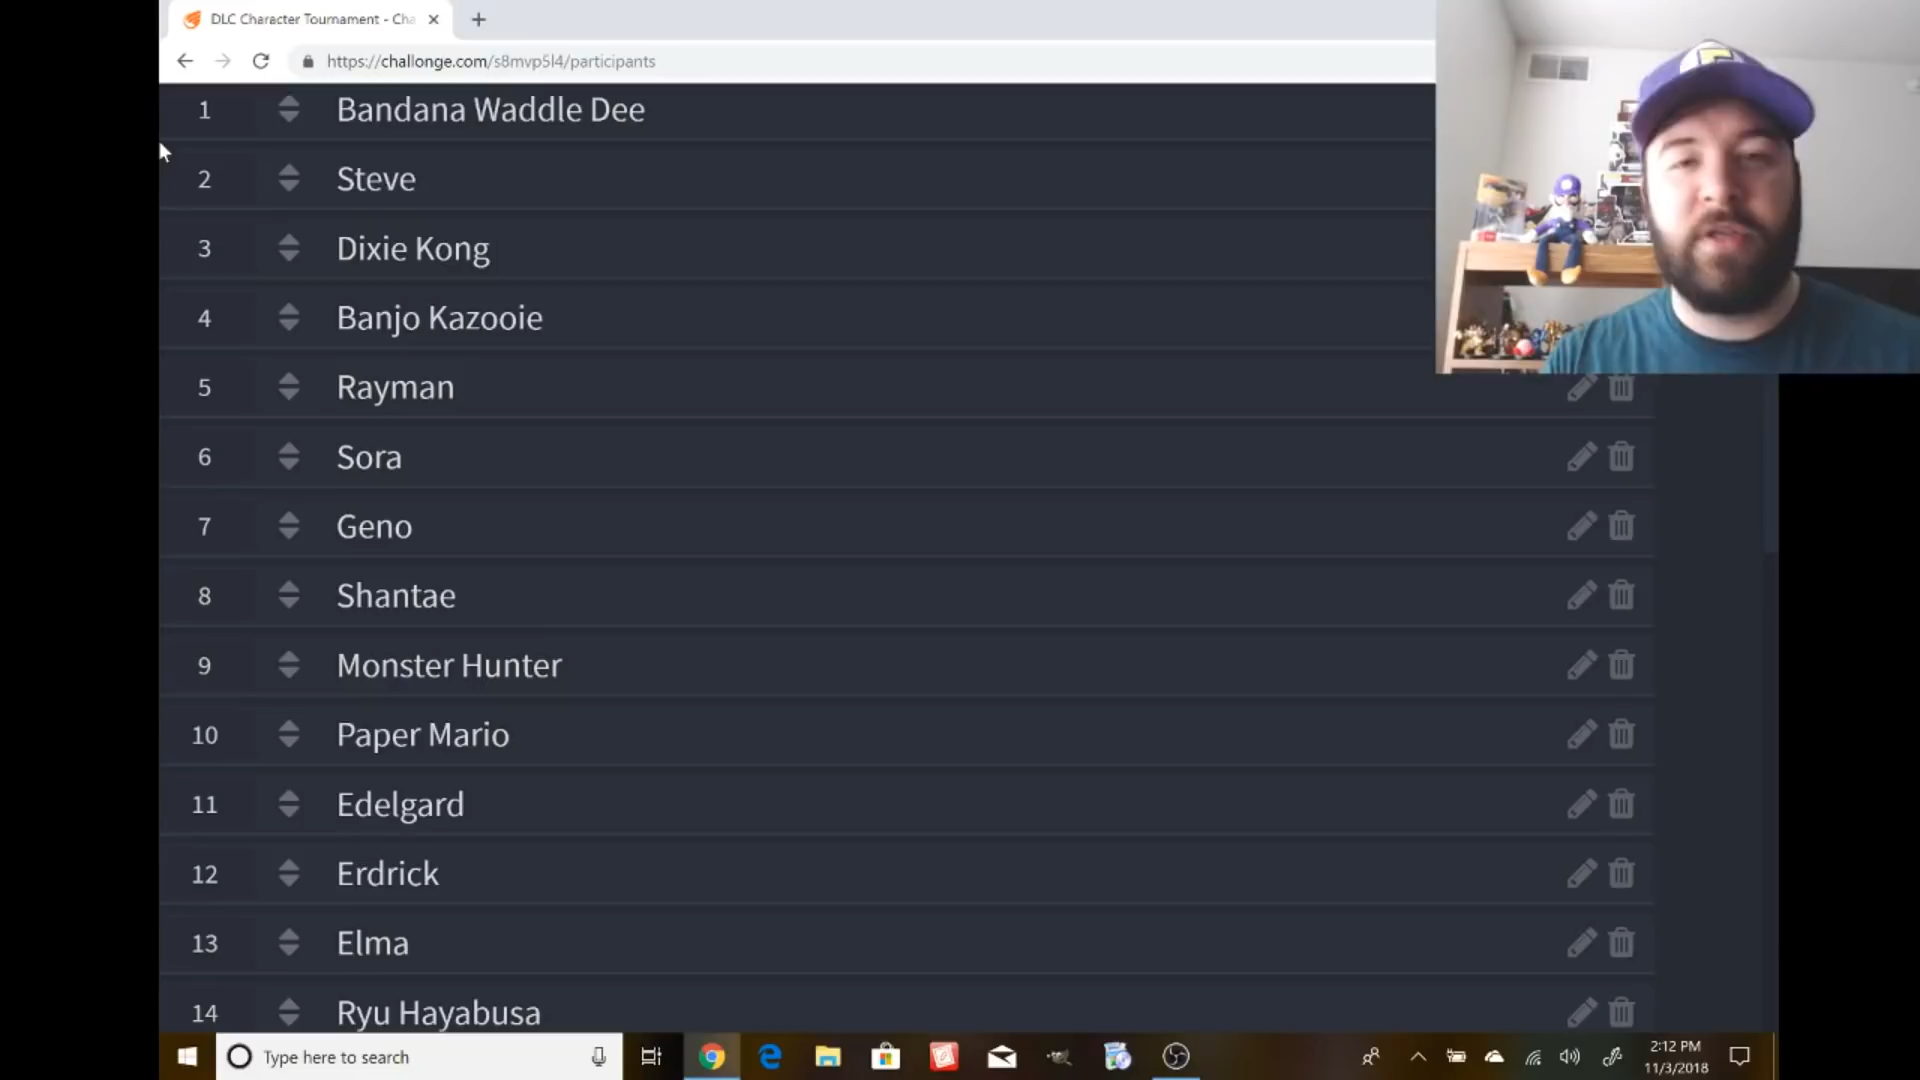 DLC Character Tournament - Cha
https://challonge.com/s8mvp5l4/participants
1 Bandana Waddle Dee
2 Steve
3 Dixie Kong
4 Banjo Kazooie
5 Rayman
6 Sora
7 Geno
8 Shantae
9 Monster Hunter
10 Paper Mario
11 Edelgard
12 Erdrick
13 Elma
14 Ryu Hayabusa
Type here to search
2:12 PM
11/3/2018